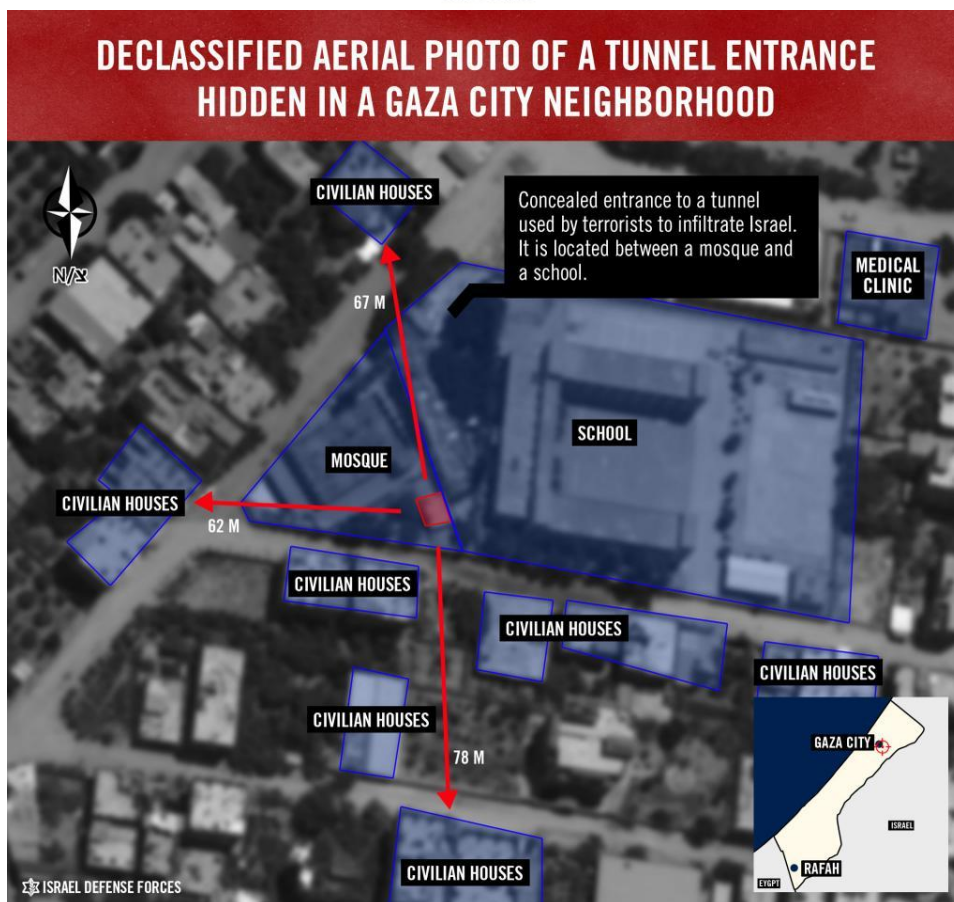 DECLASSIFIED AERIAL PHOTO OF A TUNNEL ENTRANCE
HIDDEN IN A GAZA CITY NEIGHBORHOOD
CIVILIAN HOUSES
Concealed entrance to a tunnel
used by terrorists to infiltrate Israel.
It is located between a mosque and
a school.
MEDICAL
CLINIC
N/צ
67 M
SCHOOL
MOSQUE
CIVILIAN HOUSES
62 M
CIVILIAN HOUSES
CIVILIAN HOUSES
CIVILIAN HOUSES
CIVILIAN HOUSES
78 M
GAZA CITY
ISRAEL
RAFAH
EYGPT
CIVILIAN HOUSES
ISRAEL DEFENSE FORCES